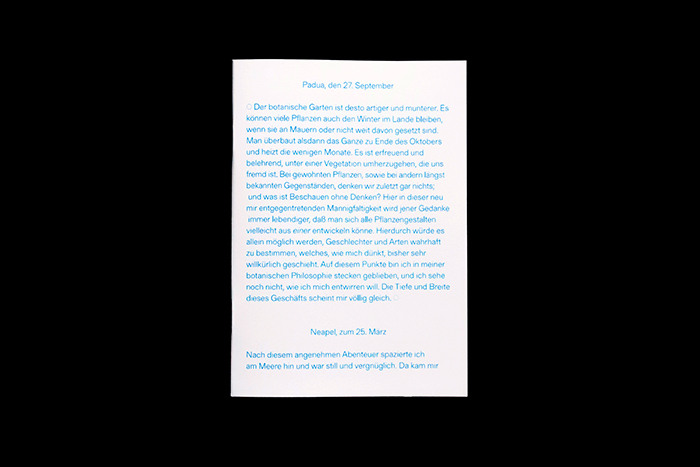 Padua, den 27. September
Der botanische Garten ist desto artiger und munterer. Es
können viele Pflanzen auch den Winter im Lande bleiben,
wenn sie an Mauern oder nicht weit davon gesetzt sind.
Man überbaut alsdann das Ganze zu Ende des Oktobers
und heizt die wenigen Monate. Es ist erfreuend und
belehrend, unter einer Vegetation umherzugehen, die uns
fremd ist. Bei gewohnten Pflanzen, sowie bei andern längst
bekannten Gegenständen, denken wir zuletzt gar nichts;
und was ist Beschauen ohne Denken? Hier in dieser neu
mir entgegentretenden Mannigfaltigkeit wird jener Gedanke
immer lebendiger, daß man sich alle Pflanzengestalten
vielleicht aus einer entwickeln könne. Hierdurch würde es
allein möglich werden, Geschlechter und Arten wahrhaft
zu bestimmen, welches, wie mich dünkt, bisher sehr
willkürlich geschieht. Auf diesem Punkte bin ich in meiner
botanischen Philosophie stecken geblieben, und ich sehe
noch nicht, wie ich mich entwirren will. Die Tiefe und Breite
dieses Geschäfts scheint mir völlig gleich.
Neapel, zum 25. März
Nach diesem angenehmen Abenteuer spazierte ich
am Meere hin und war still und vergnüglich. Da kam mir